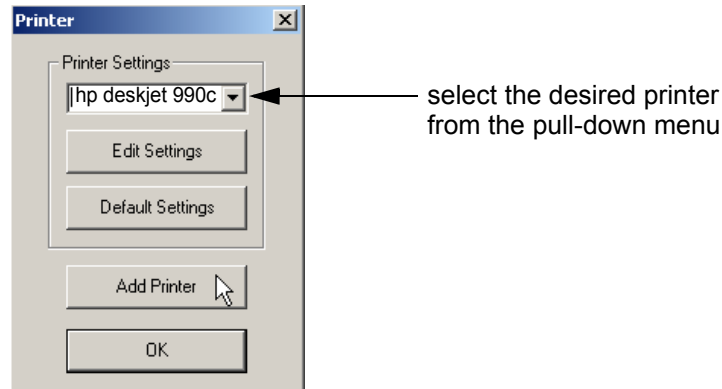 Printer
Printer Settings
hp deskjet 990c
select the desired printer
from the pull-down menu
Edit Settings
Default Settings
Add Printer
OK